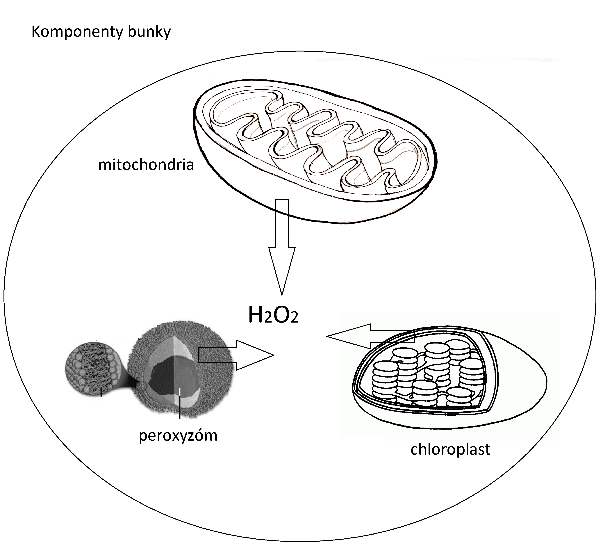 Komponenty bunky
mitochondria
H2O2
peroxyzóm
chloroplast